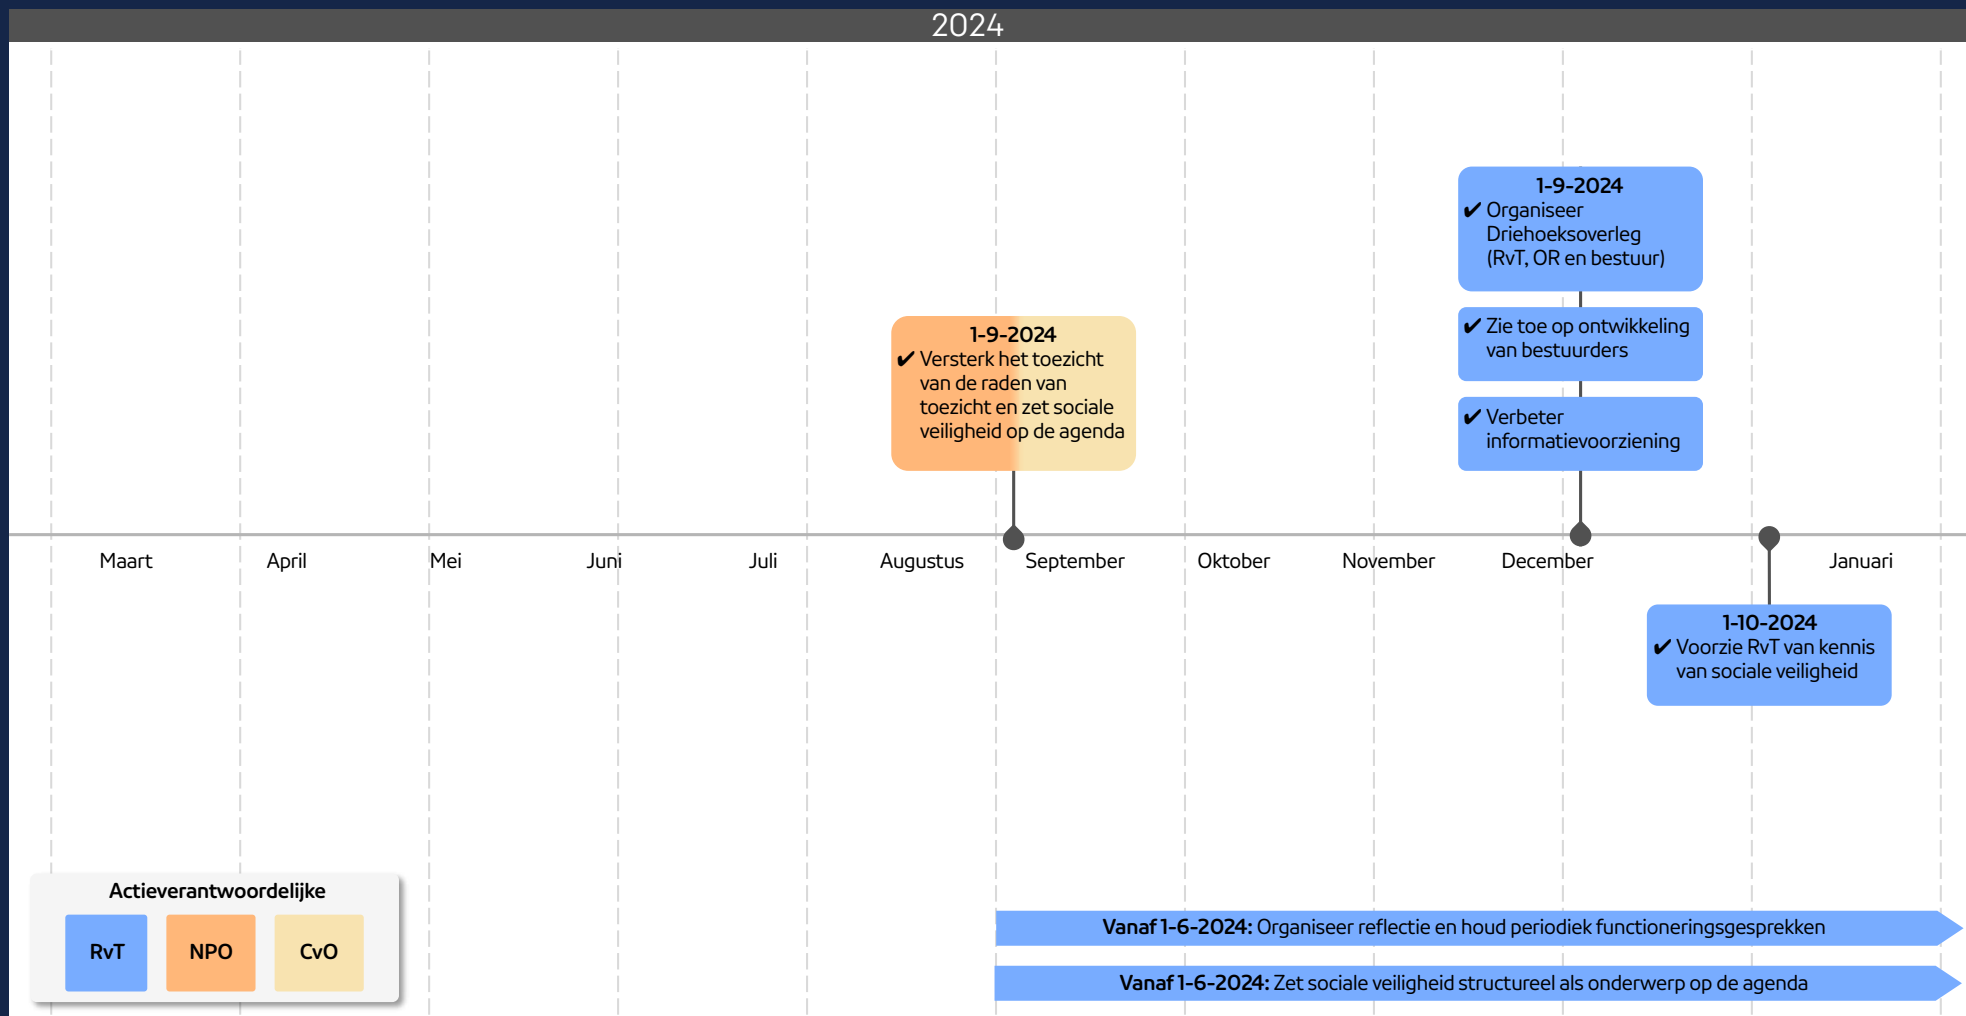 2024
1-9-2024
✔ Organiseer
Driehoeksoverleg
(RvT, OR en bestuur)
✔ Zie toe op ontwikkeling
van bestuurders
✔ Verbeter
informatievoorziening
1-9-2024
✔ Versterk het toezicht
van de raden van
toezicht en zet sociale
veiligheid op de agenda
Maart April Mei Juni Juli Augustus September Oktober November December Januari
1-10-2024
✔ Voorzie RvT van kennis
van sociale veiligheid
Actieverantwoordelijke
RvT NPO CvO
Vanaf 1-6-2024: Organiseer reflectie en houd periodiek functioneringsgesprekken
Vanaf 1-6-2024: Zet sociale veiligheid structureel als onderwerp op de agenda